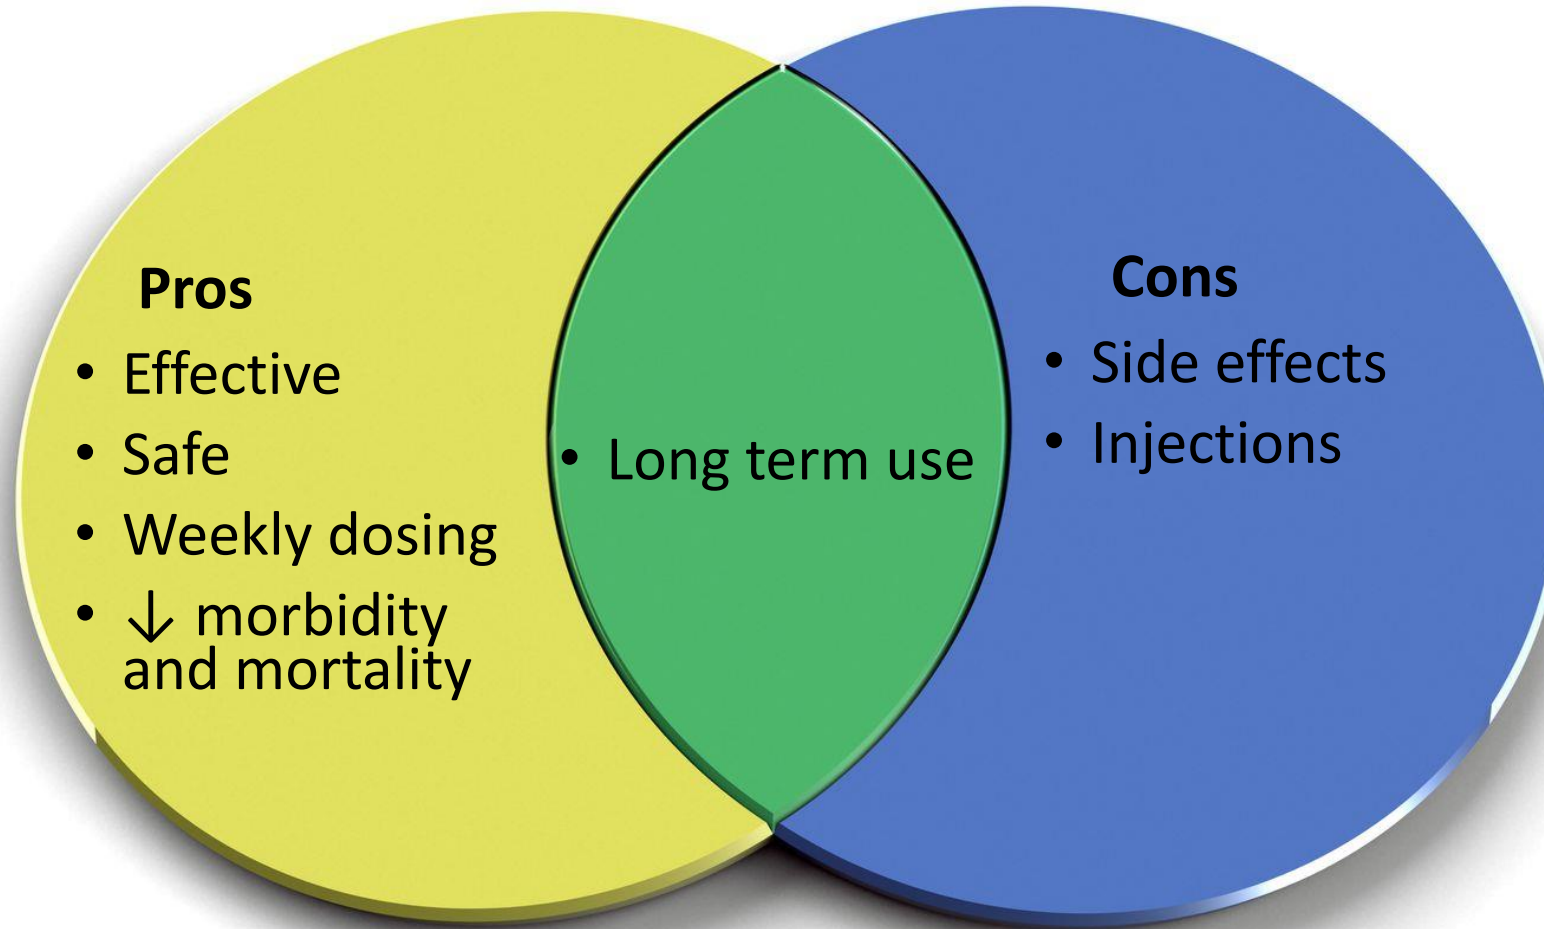 Pros
• Effective
• Safe
• Weekly dosing
• ↓ morbidity
and mortality
• Long term use
Cons
• Side effects
• Injections